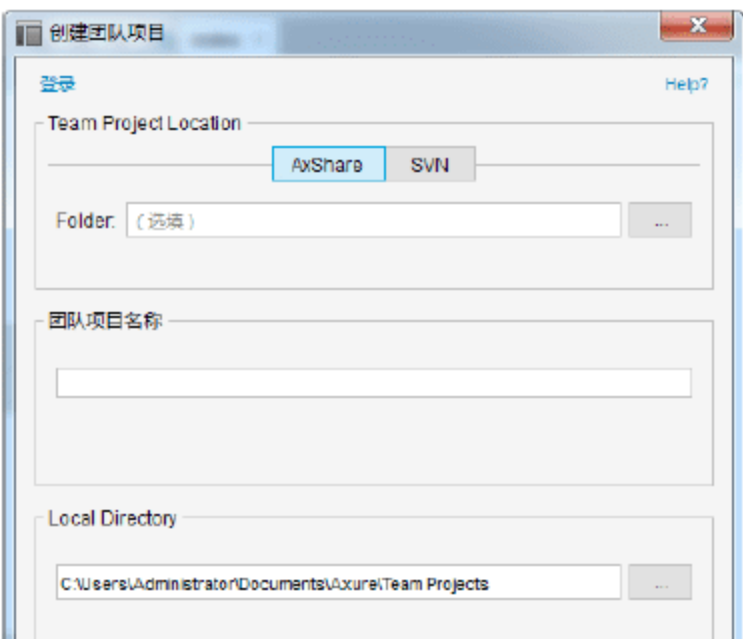 创建团队项目
登录
Help?
Team Project Location
AxShare
SVN
Folder:
（选填）
...
团队项目名称
Local Directory
C:\Users\Administrator\Documents\Axure\Team Projects
...